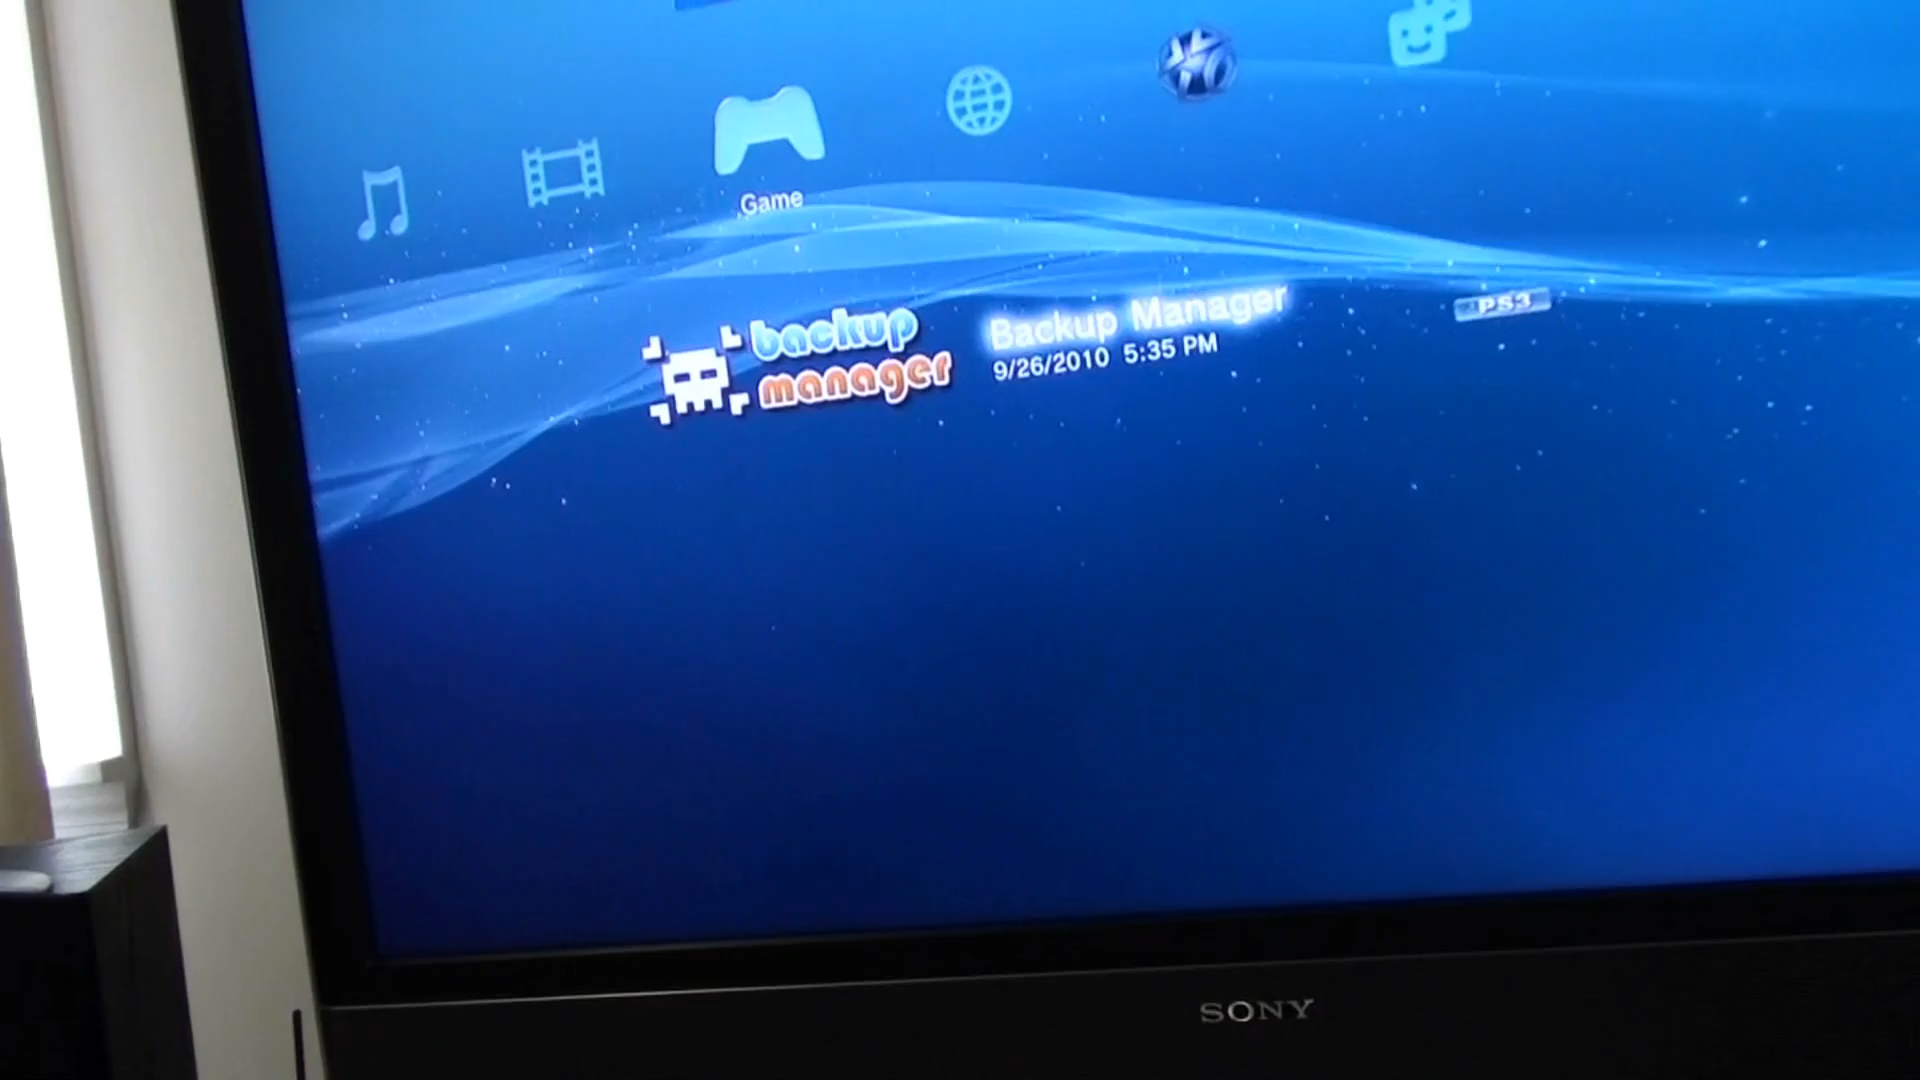 Game
backup
manager
Backup Manager
PS3
9/26/2010 5:35 PM
SONY